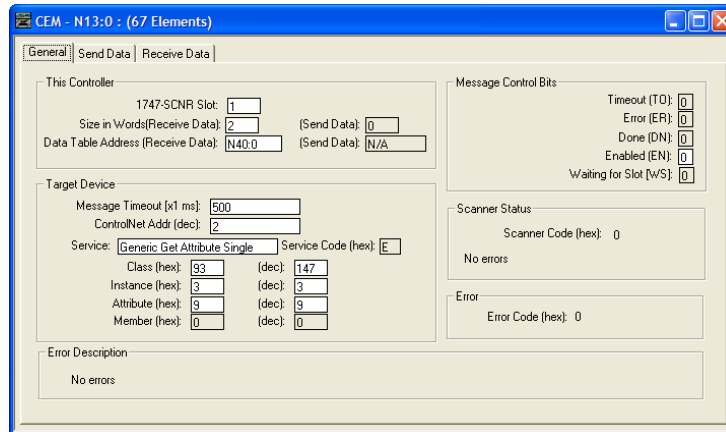 CEM - N13:0 : (67 Elements)
General Send Data Receive Data
This Controller
1747-SCNR Slot: 1
Size in Words(Receive Data): 2 (Send Data): 0
Data Table Address (Receive Data): N40:0 (Send Data): N/A
Target Device
Message Timeout [x1 ms]: 500
ControlNet Addr (dec): 2
Service: Generic Get Attribute Single Service Code (hex): E
Class (hex): 93 (dec): 147
Instance (hex): 3 (dec): 3
Attribute (hex): 9 (dec): 9
Member (hex): 0 (dec): 0
Message Control Bits
Timeout (TO): 0
Error (ER): 0
Done (DN): 0
Enabled (EN): 0
Waiting for Slot [WS]: 0
Scanner Status
Scanner Code (hex): 0
No errors
Error
Error Code (hex): 0
Error Description
No errors